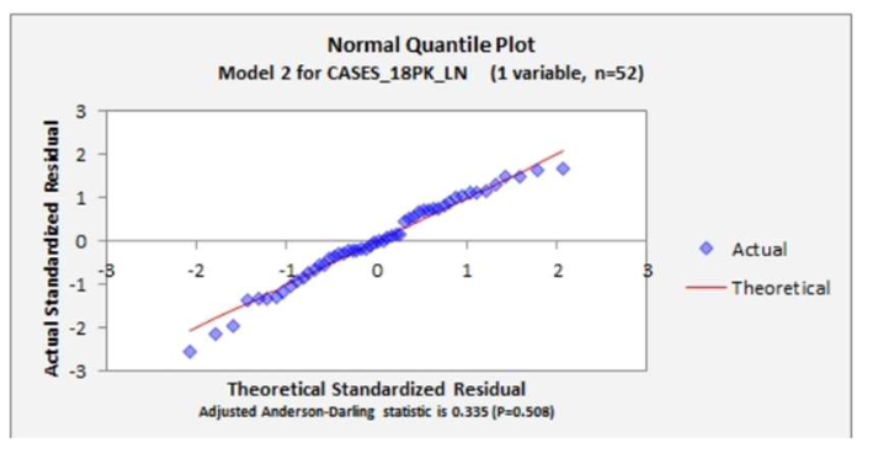 Normal Quantile Plot
Model 2 for CASES_18PK_LN (1 variable, n=52)
Actual Standardized Residual
3
2
1
0
-1
-2
-3
-3 -2 -1 0 1 2 3
Actual
Theoretical
Theoretical Standardized Residual
Adjusted Anderson-Darling statistic is 0.335 (P=0.508)